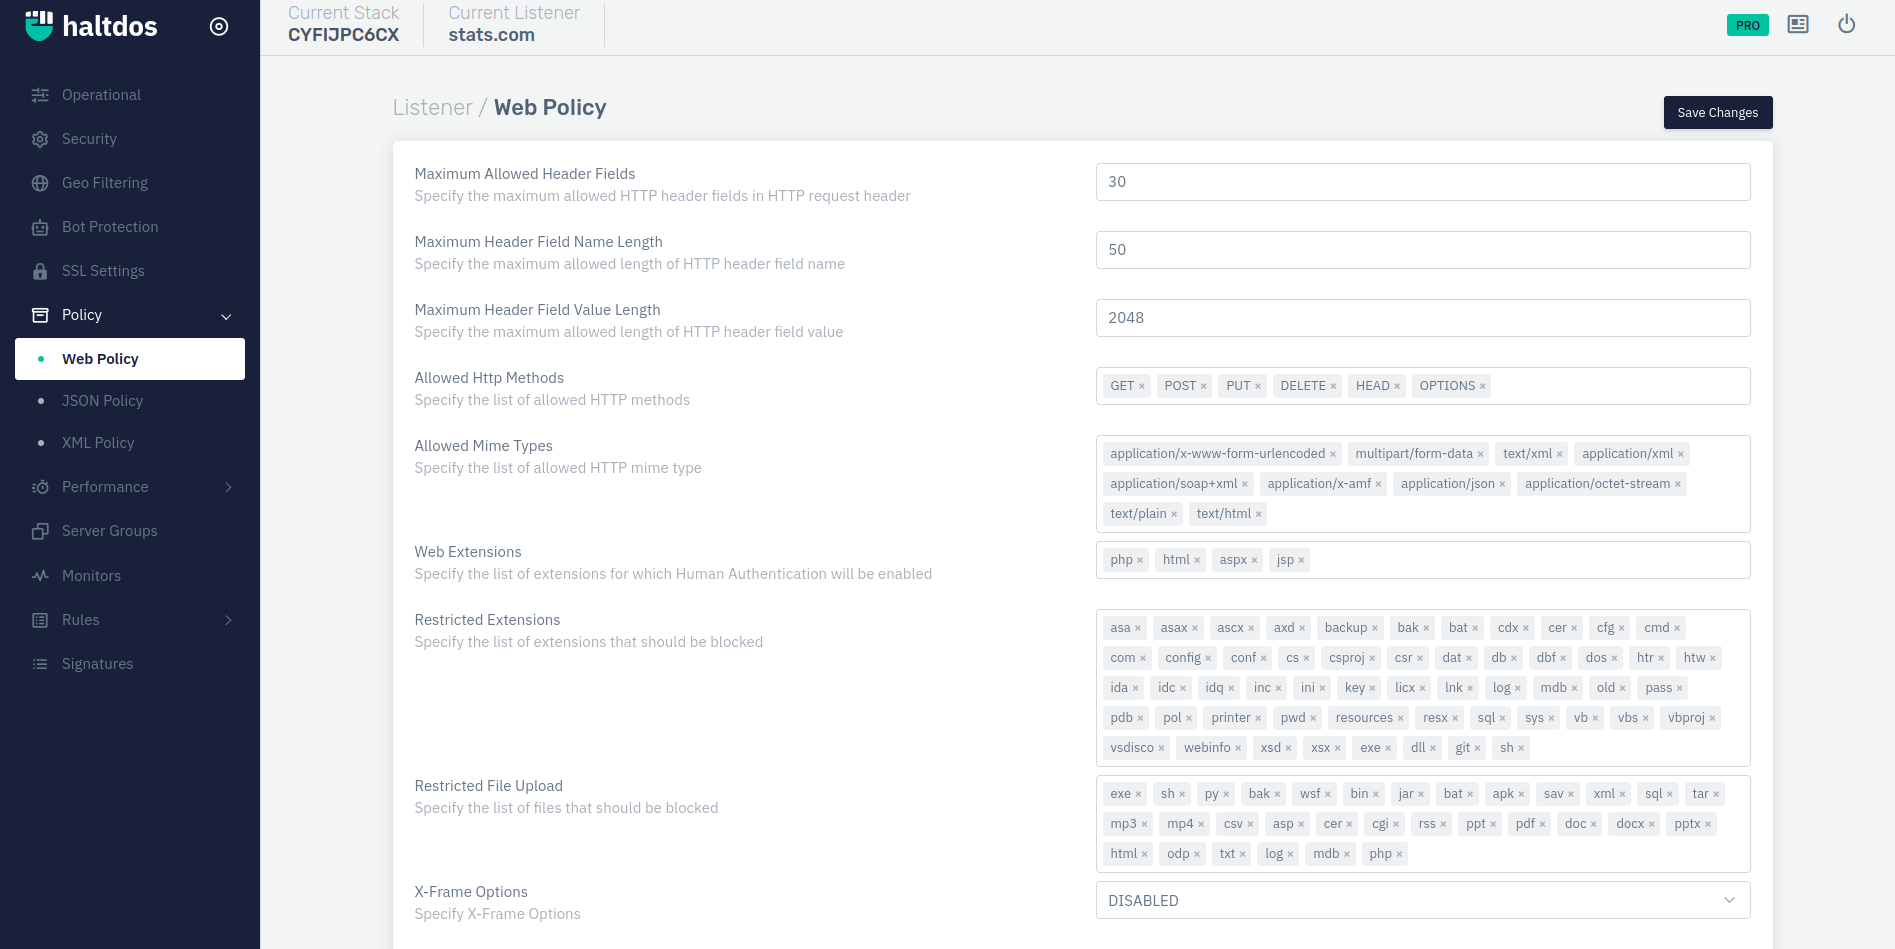 haltdos
Current Stack
CYFIJPC6CX
Current Listener
stats.com
PRO
Operational
Security
Geo Filtering
Bot Protection
SSL Settings
Policy
Web Policy
JSON Policy
XML Policy
Performance
Server Groups
Monitors
Rules
Signatures
Listener / Web Policy
Save Changes
Maximum Allowed Header Fields
Specify the maximum allowed HTTP header fields in HTTP request header
30
Maximum Header Field Name Length
Specify the maximum allowed length of HTTP header field name
50
Maximum Header Field Value Length
Specify the maximum allowed length of HTTP header field value
2048
Allowed Http Methods
Specify the list of allowed HTTP methods
GET × POST × PUT × DELETE × HEAD × OPTIONS ×
Allowed Mime Types
Specify the list of allowed HTTP mime type
application/x-www-form-urlencoded × multipart/form-data × text/xml × application/xml ×
application/soap+xml × application/x-amf × application/json × application/octet-stream ×
text/plain × text/html ×
Web Extensions
Specify the list of extensions for which Human Authentication will be enabled
php × html × aspx × jsp ×
Restricted Extensions
Specify the list of extensions that should be blocked
asa × asax × ascx × axd × backup × bak × bat × cdx × cer × cfg × cmd ×
com × config × conf × cs × csproj × csr × dat × db × dbf × dos × htr × htw ×
ida × idc × idq × inc × ini × key × licx × lnk × log × mdb × old × pass ×
pdb × pol × printer × pwd × resources × resx × sql × sys × vb × vbs × vbproj ×
vsdisco × webinfo × xsd × xsx × exe × dll × git × sh ×
Restricted File Upload
Specify the list of files that should be blocked
exe × sh × py × bak × wsf × bin × jar × bat × apk × sav × xml × sql × tar ×
mp3 × mp4 × csv × asp × cer × cgi × rss × ppt × pdf × doc × docx × pptx ×
html × odp × txt × log × mdb × php ×
X-Frame Options
Specify X-Frame Options
DISABLED